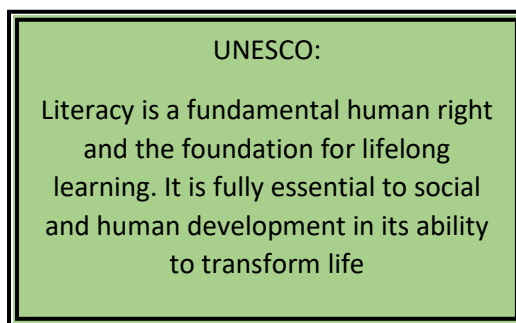 UNESCO:
Literacy is a fundamental human right
and the foundation for lifelong
learning. It is fully essential to social
and human development in its ability
to transform life